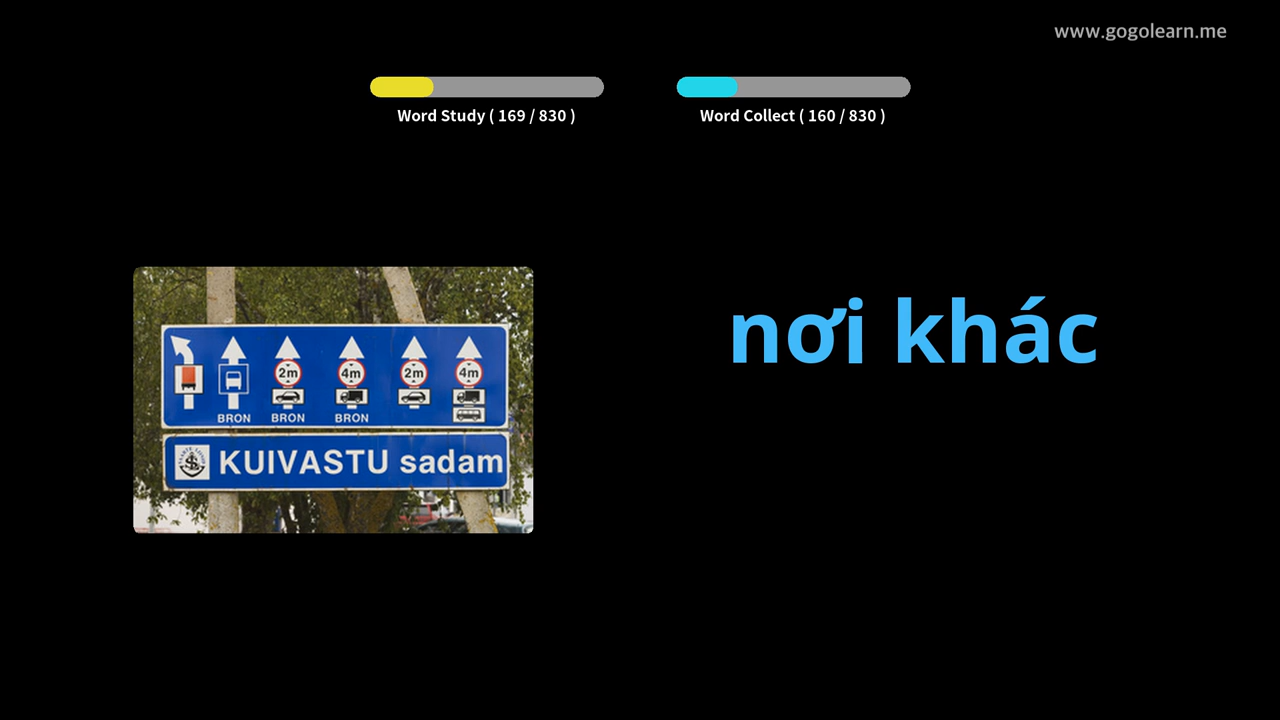 www.gogolearn.me
Word Study ( 169 / 830 )
Word Collect ( 160 / 830 )
nơi khác
2m 4m 2m 4m
BRON BRON BRON
KUIVASTU sadam